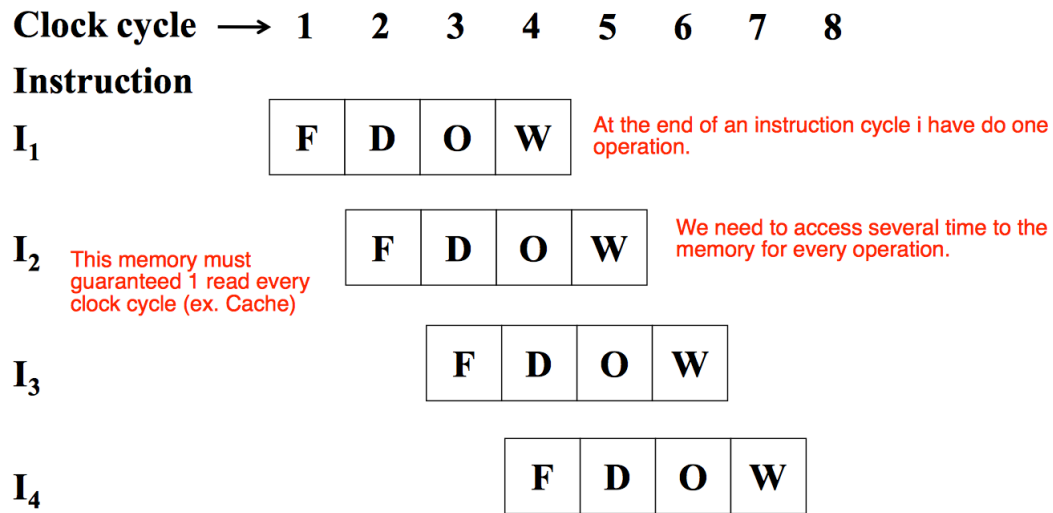 Clock cycle → 1 2 3 4 5 6 7 8
Instruction
I1 F D O W
At the end of an instruction cycle i have do one
operation.
I2 F D O W
We need to access several time to the
memory for every operation.
This memory must
guaranteed 1 read every
clock cycle (ex. Cache)
I3 F D O W
I4 F D O W